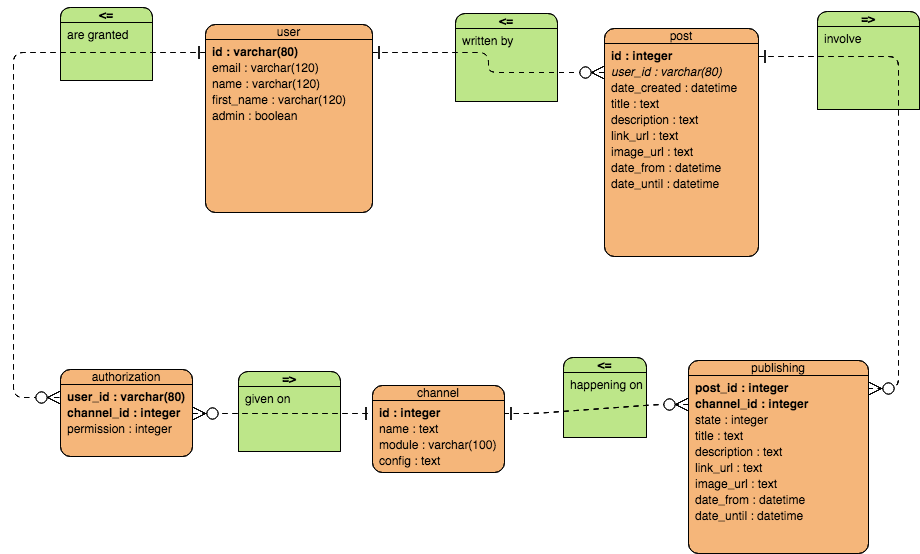 <=
are granted
user
id : varchar(80)
email : varchar(120)
name : varchar(120)
first_name : varchar(120)
admin : boolean
<=
written by
post
id : integer
user_id : varchar(80)
date_created : datetime
title : text
description : text
link_url : text
image_url : text
date_from : datetime
date_until : datetime
=>
involve
authorization
user_id : varchar(80)
channel_id : integer
permission : integer
=>
given on
channel
id : integer
name : text
module : varchar(100)
config : text
<=
happening on
publishing
post_id : integer
channel_id : integer
state : integer
title : text
description : text
link_url : text
image_url : text
date_from : datetime
date_until : datetime